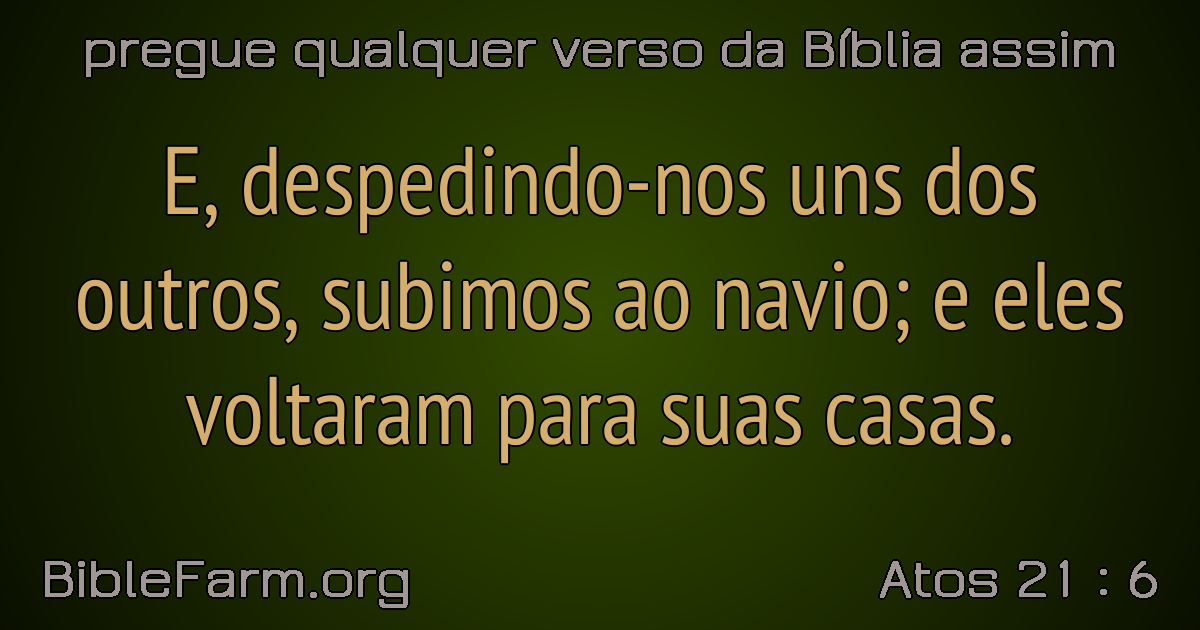 pregue qualquer verso da Bíblia assim
E, despedindo-nos uns dos
outros, subimos ao navio; e eles
voltaram para suas casas.
BibleFarm.org
Atos 21 : 6